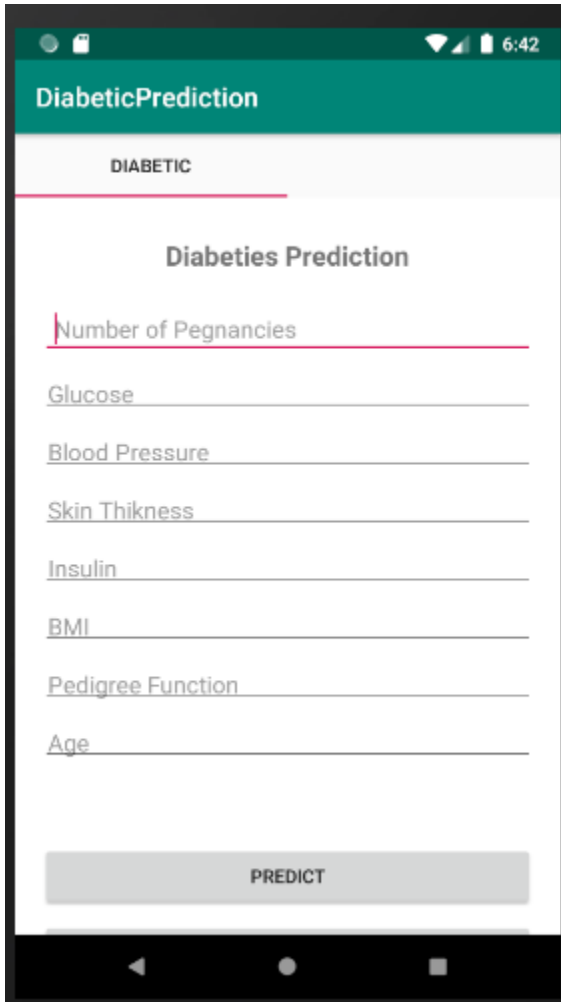 6:42
DiabeticPrediction
DIABETIC
Diabeties Prediction
Number of Pegnancies
Glucose
Blood Pressure
Skin Thikness
Insulin
BMI
Pedigree Function
Age
PREDICT